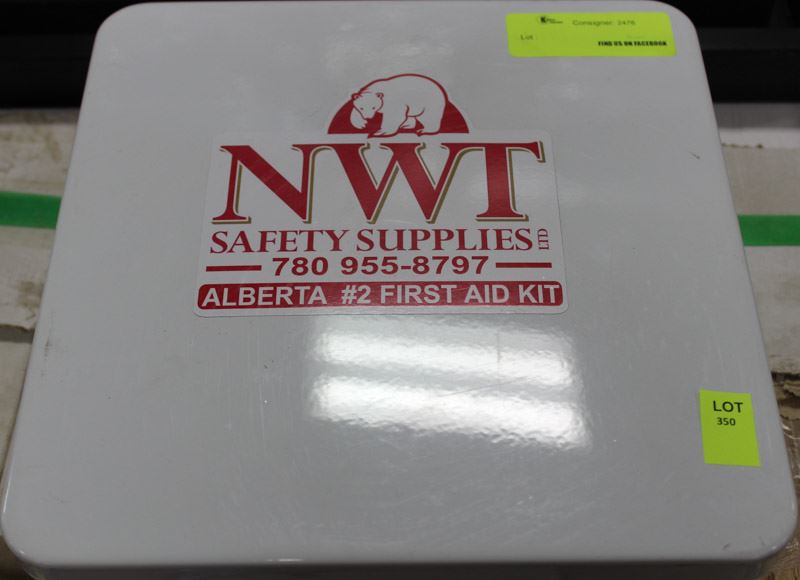 Consigner: 2476
Lot :
FIND US ON FACEBOOK
NWT
SAFETY SUPPLIES LTD
780 955-8797
ALBERTA #2 FIRST AID KIT
LOT
350